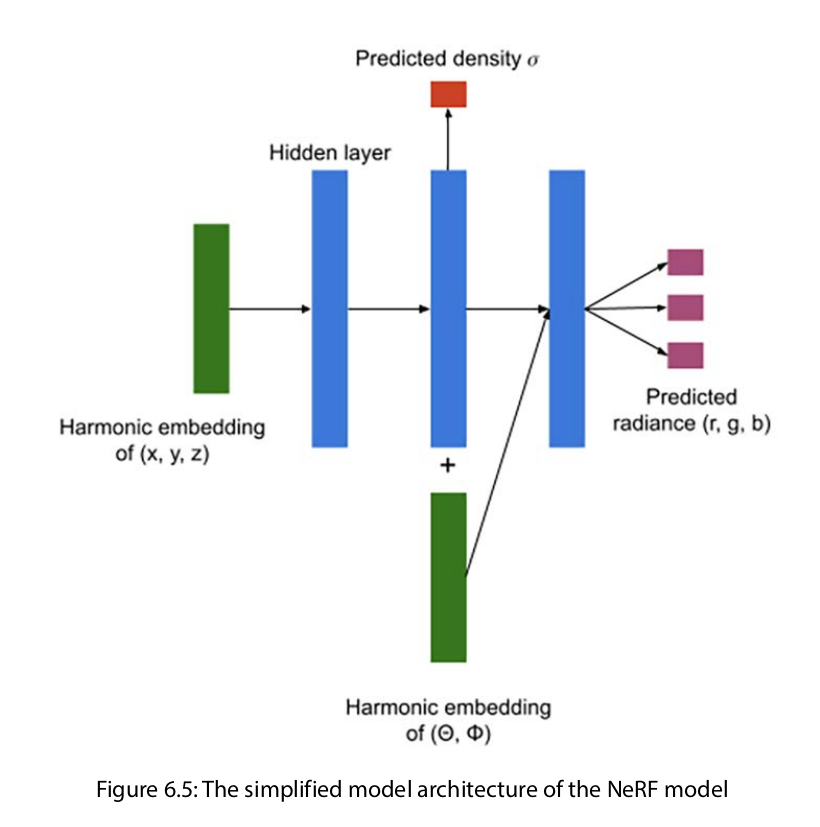 Predicted density σ
Hidden layer
Harmonic embedding
of (x, y, z)
Predicted
radiance (r, g, b)
+
Harmonic embedding
of (Θ, Φ)
Figure 6.5: The simplified model architecture of the NeRF model